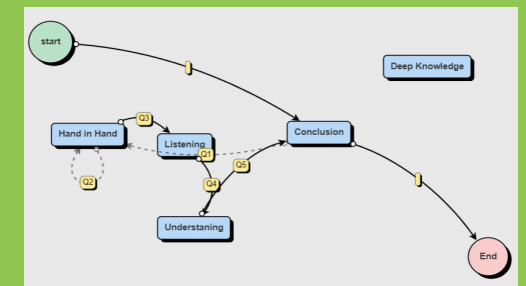 start
Deep Knowledge
Q3
Hand in Hand
Conclusion
Listening
Q1
Q5
Q2
Q4
Understaning
End